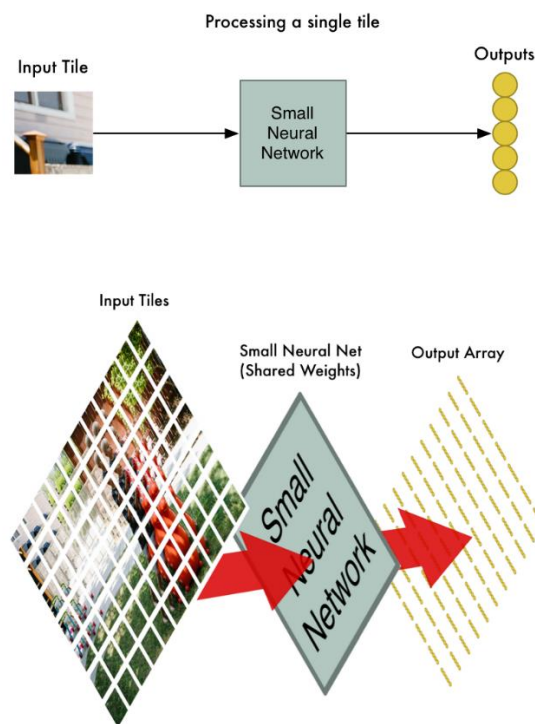 Processing a single tile
Input Tile
Outputs
Small
Neural
Network
Input Tiles
Small Neural Net
(Shared Weights)
Output Array
Small
Neural
Network